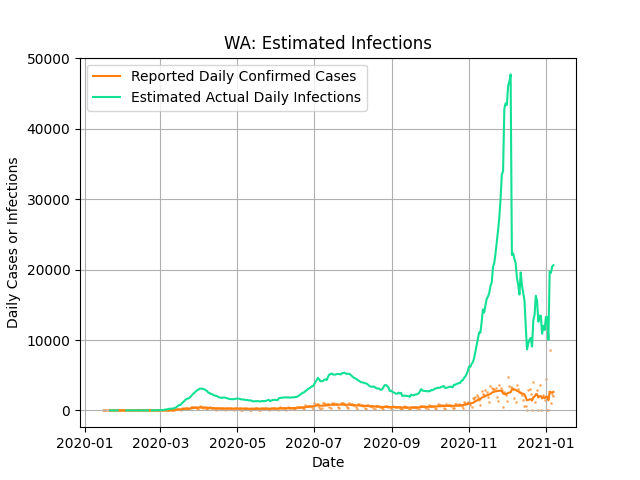 WA: Estimated Infections
50000
Reported Daily Confirmed Cases
Estimated Actual Daily Infections
40000
30000
20000
10000
0
Daily Cases or Infections
2020-01 2020-03 2020-05 2020-07 2020-09 2020-11 2021-01
Date